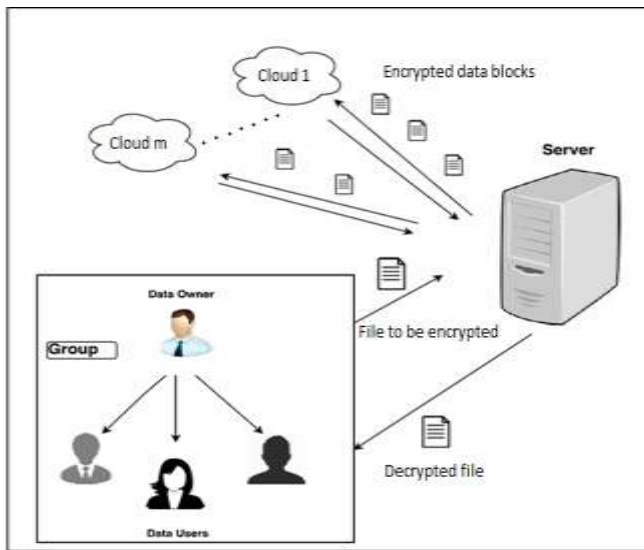 Cloud 1
Encrypted data blocks
Cloud m
Server
Data Owner
File to be encrypted
Group
Decrypted file
Data Users